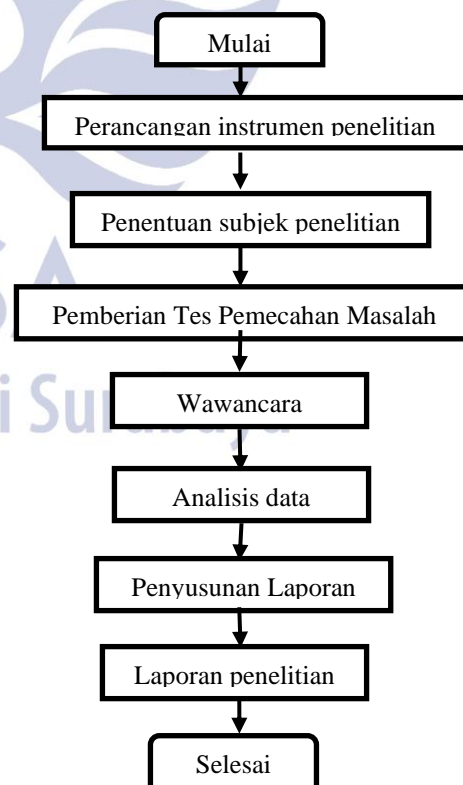 Mulai
Perancangan instrumen penelitian
Penentuan subjek penelitian
Pemberian Tes Pemecahan Masalah
i Sur
Wawancara
Analisis data
Penyusunan Laporan
Laporan penelitian
Selesai